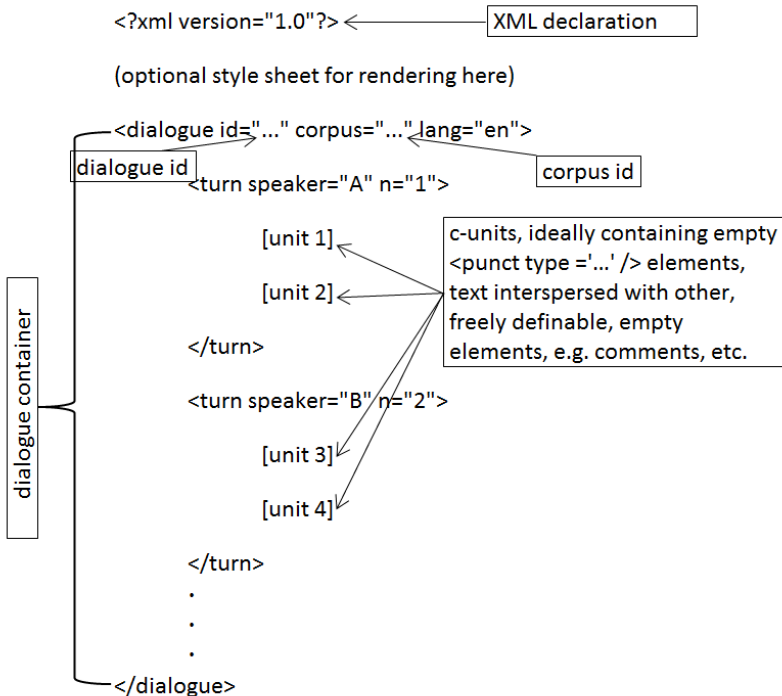 <?xml version="1.0"?>
XML declaration
(optional style sheet for rendering here)
<dialogue id="..." corpus="..." lang="en">
dialogue id
corpus id
<turn speaker="A" n="1">
[unit 1]
[unit 2]
c-units, ideally containing empty
<punct type ='...' /> elements,
text interspersed with other,
freely definable, empty
elements, e.g. comments, etc.
</turn>
<turn speaker="B" n="2">
[unit 3]
[unit 4]
</turn>
.
.
.
</dialogue>
dialogue container